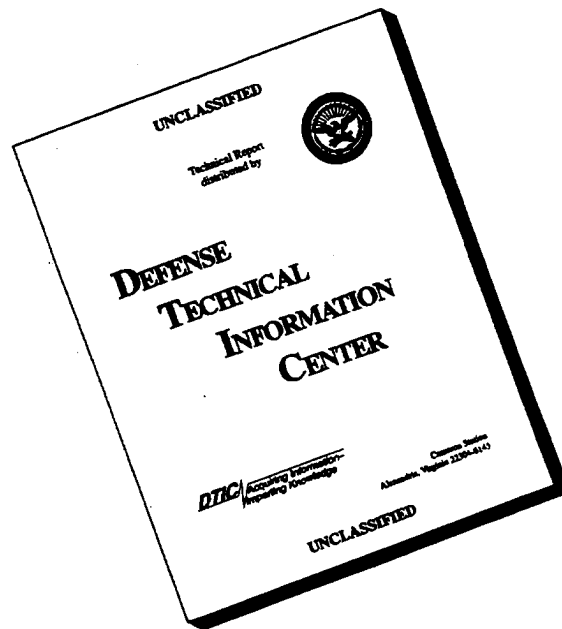 UNCLASSIFIED
Technical Report
distributed by
DEFENSE
TECHNICAL
INFORMATION
CENTER
DTIC
Acquiring Information–
Imparting Knowledge
Cameron Station
Alexandria, Virginia 22304–6145
UNCLASSIFIED